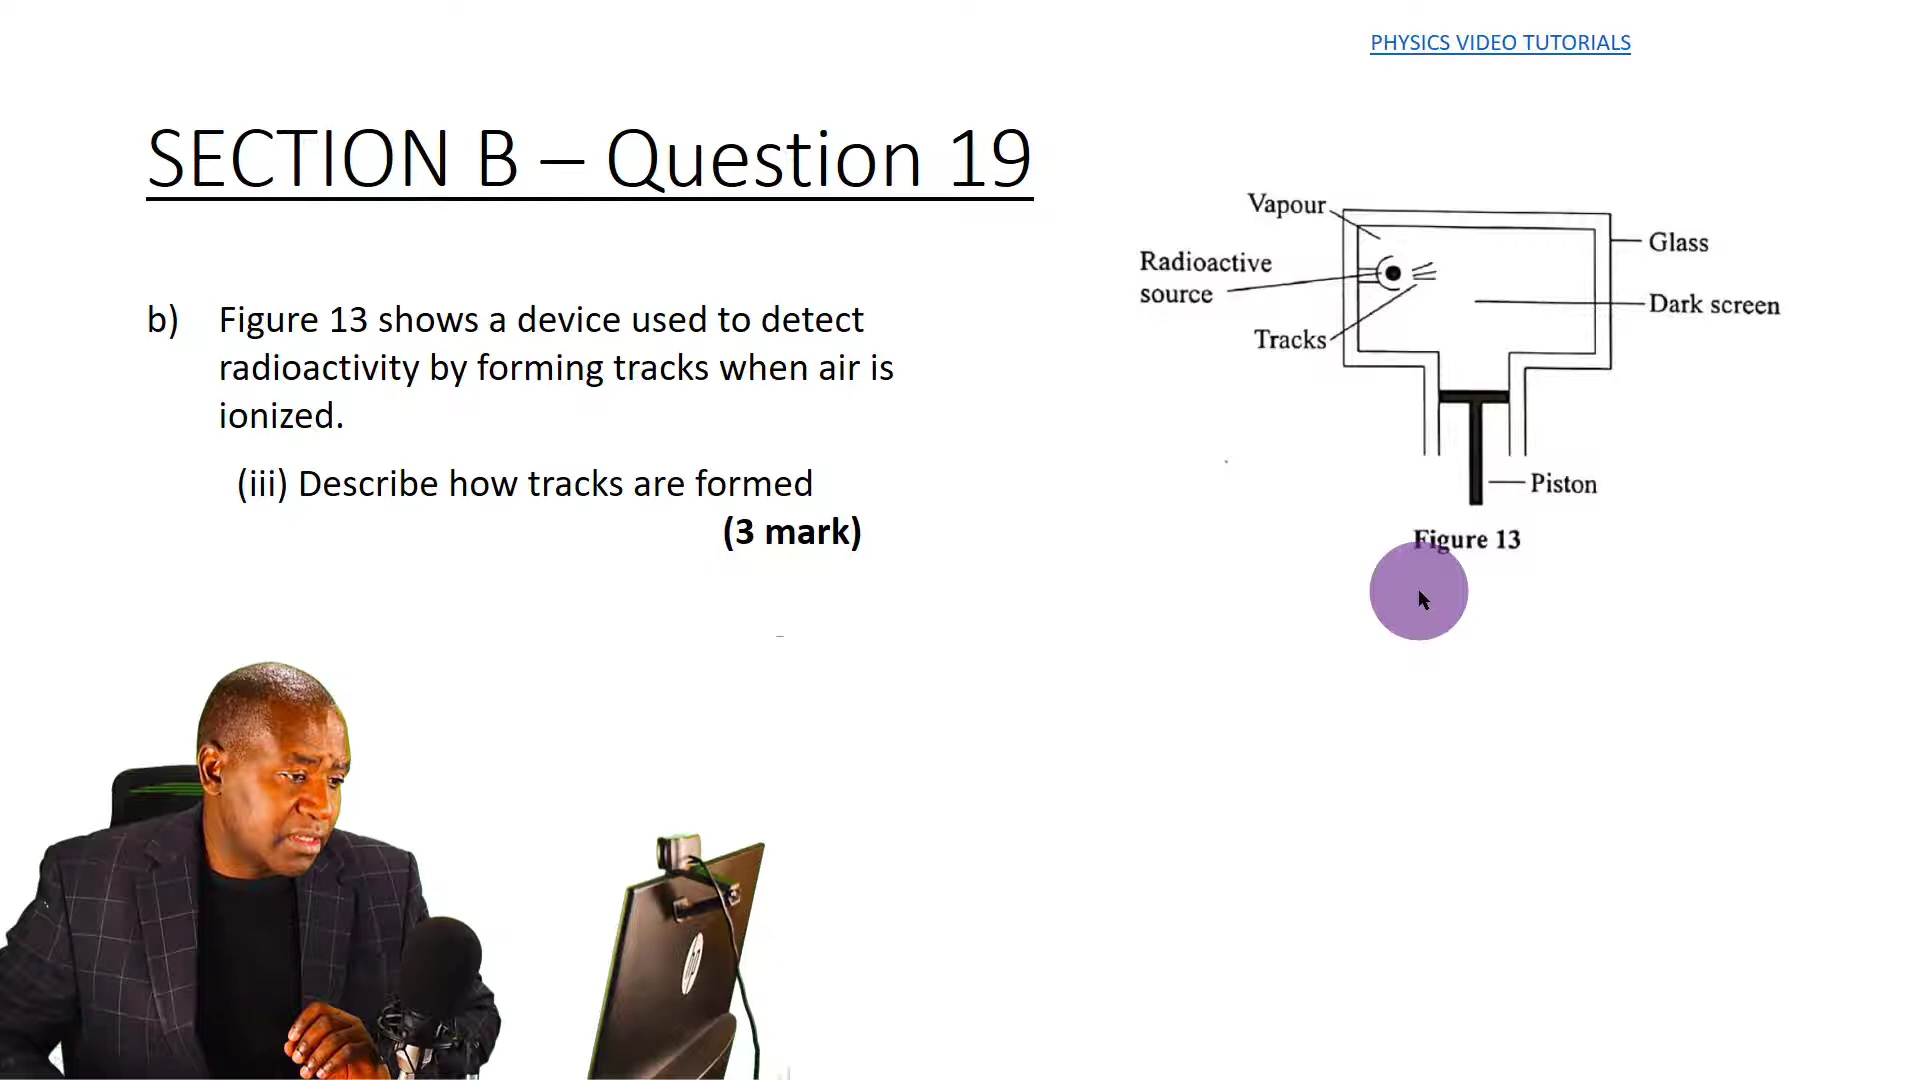 PHYSICS VIDEO TUTORIALS
SECTION B – Question 19
b) Figure 13 shows a device used to detect
radioactivity by forming tracks when air is
ionized.
(iii) Describe how tracks are formed
(3 mark)
Vapour
Radioactive
source
Tracks
Glass
Dark screen
Piston
Figure 13
hp